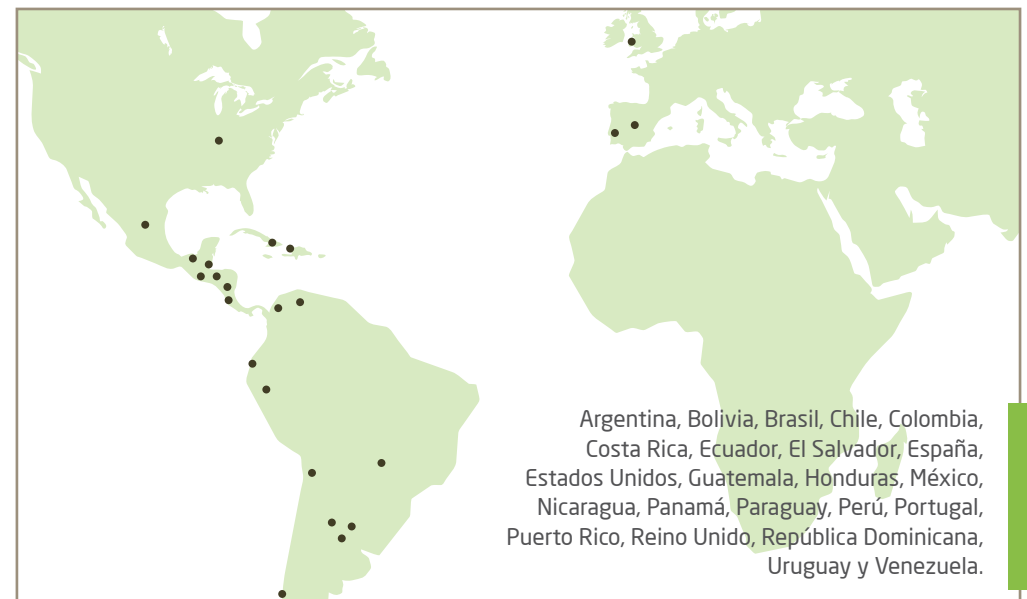 Argentina, Bolivia, Brasil, Chile, Colombia,
Costa Rica, Ecuador, El Salvador, España,
Estados Unidos, Guatemala, Honduras, México,
Nicaragua, Panamá, Paraguay, Perú, Portugal,
Puerto Rico, Reino Unido, República Dominicana,
Uruguay y Venezuela.